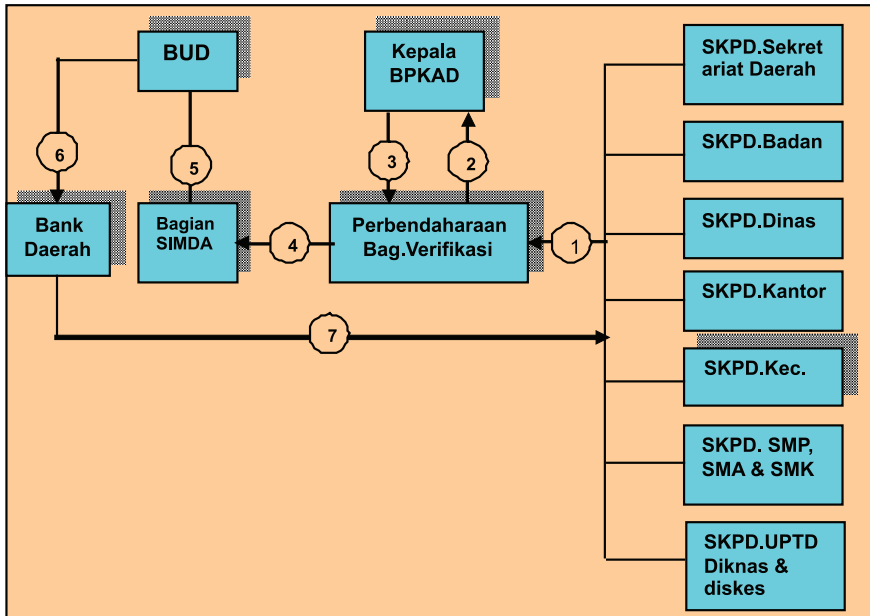 BUD
Kepala
BPKAD
SKPD.Sekret
ariat Daerah
SKPD.Badan
6
5
3
2
Bank
Daerah
Bagian
SIMDA
4
Perbendaharaan
Bag.Verifikasi
1
SKPD.Dinas
SKPD.Kantor
7
SKPD.Kec.
SKPD. SMP,
SMA & SMK
SKPD.UPTD
Diknas &
diskes